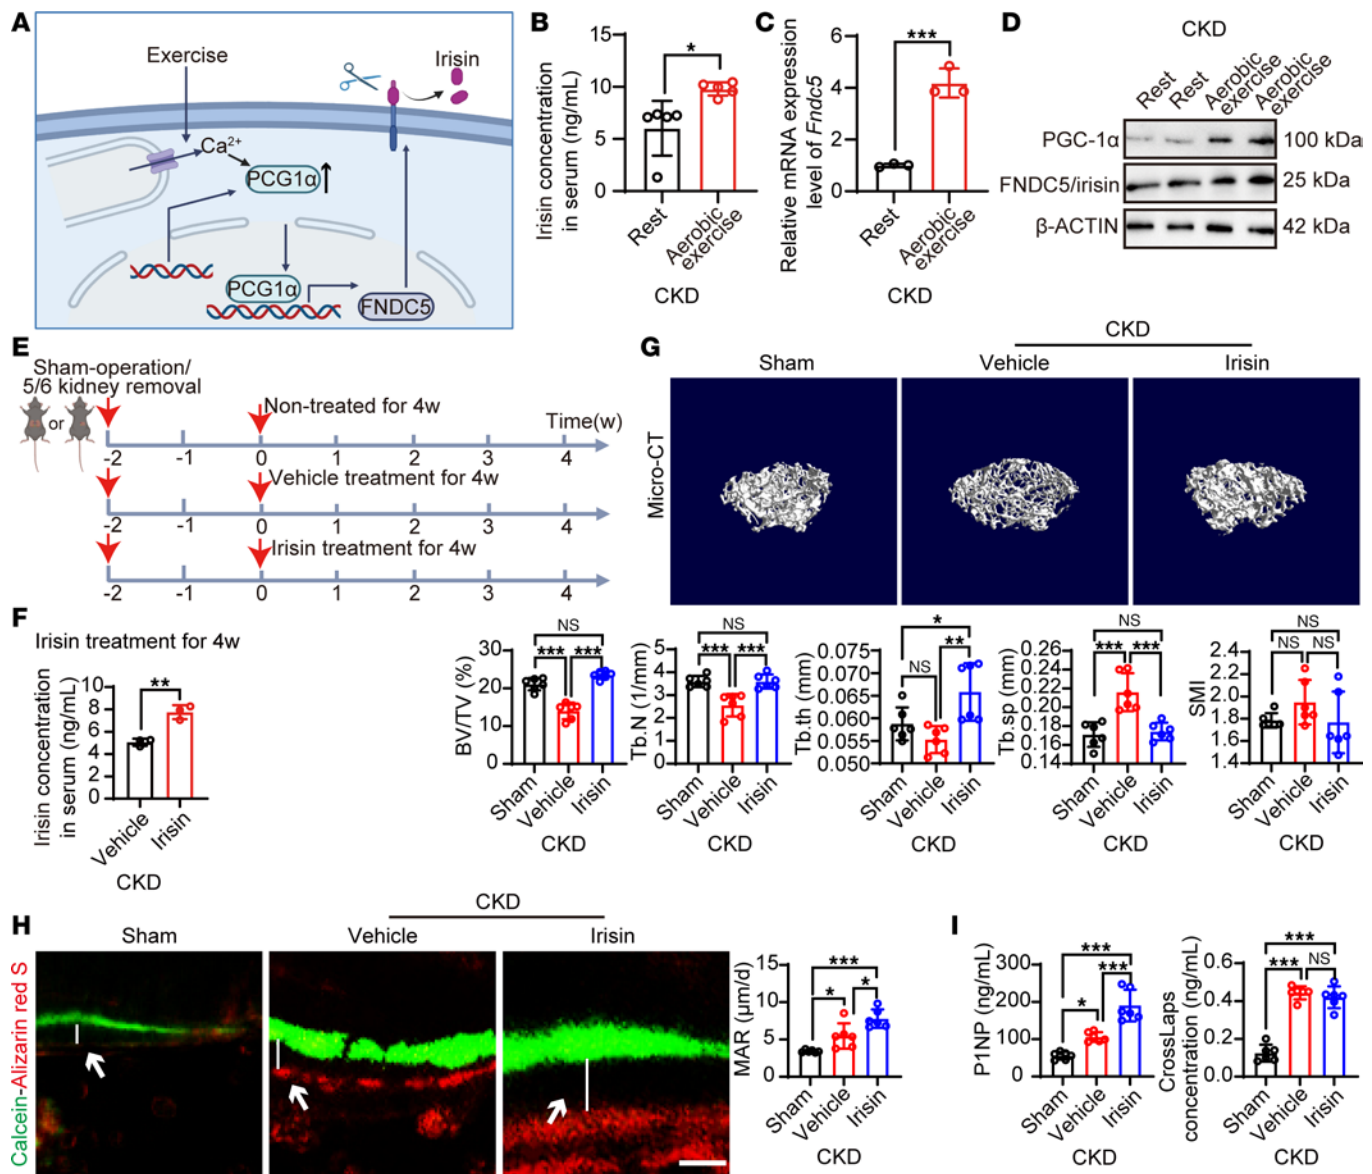 A
Exercise
Irisin
Ca2+
PCG1α
PCG1α
FNDC5
B
Irisin concentration
in serum (ng/mL)
15
10
5
0
*
Rest
Aerobic
exercise
CKD
C
Relative mRNA expression
level of Fndc5
6
4
2
0
***
Rest
Aerobic
exercise
CKD
D
CKD
Rest
Rest
Aerobic
exercise
Aerobic
exercise
PGC-1α
100 kDa
FNDC5/irisin
25 kDa
β-ACTIN
42 kDa
E
Sham-operation/
5/6 kidney removal
or
Non-treated for 4w
Time(w)
-2 -1 0 1 2 3 4
Vehicle treatment for 4w
-2 -1 0 1 2 3 4
Irisin treatment for 4w
-2 -1 0 1 2 3 4
F
Irisin treatment for 4w
Irisin concentration
in serum (ng/mL)
10
8
6
4
2
0
**
Vehicle
Irisin
CKD
G
CKD
Sham
Vehicle
Irisin
Micro-CT
BV/TV (%)
30
20
10
0
NS
*** ***
Sham
Vehicle
Irisin
CKD
Tb.N (1/mm)
5
4
3
2
1
0
NS
*** ***
Sham
Vehicle
Irisin
CKD
Tb.th (mm)
0.075
0.070
0.065
0.060
0.055
0.050
*
NS **
Sham
Vehicle
Irisin
CKD
Tb.sp (mm)
0.26
0.24
0.22
0.20
0.18
0.16
0.14
NS
*** ***
Sham
Vehicle
Irisin
CKD
SMI
2.4
2.2
2.0
1.8
1.6
1.4
NS
NS NS
Sham
Vehicle
Irisin
CKD
H
Calcein-Alizarin red S
CKD
Sham
Vehicle
Irisin
MAR (μm/d)
15
10
5
0
***
* *
Sham
Vehicle
Irisin
CKD
I
P1NP (ng/mL)
300
200
100
0
***
* ***
Sham
Vehicle
Irisin
CKD
CrossLaps
concentration (ng/mL)
0.6
0.4
0.2
0.0
***
*** NS
Sham
Vehicle
Irisin
CKD